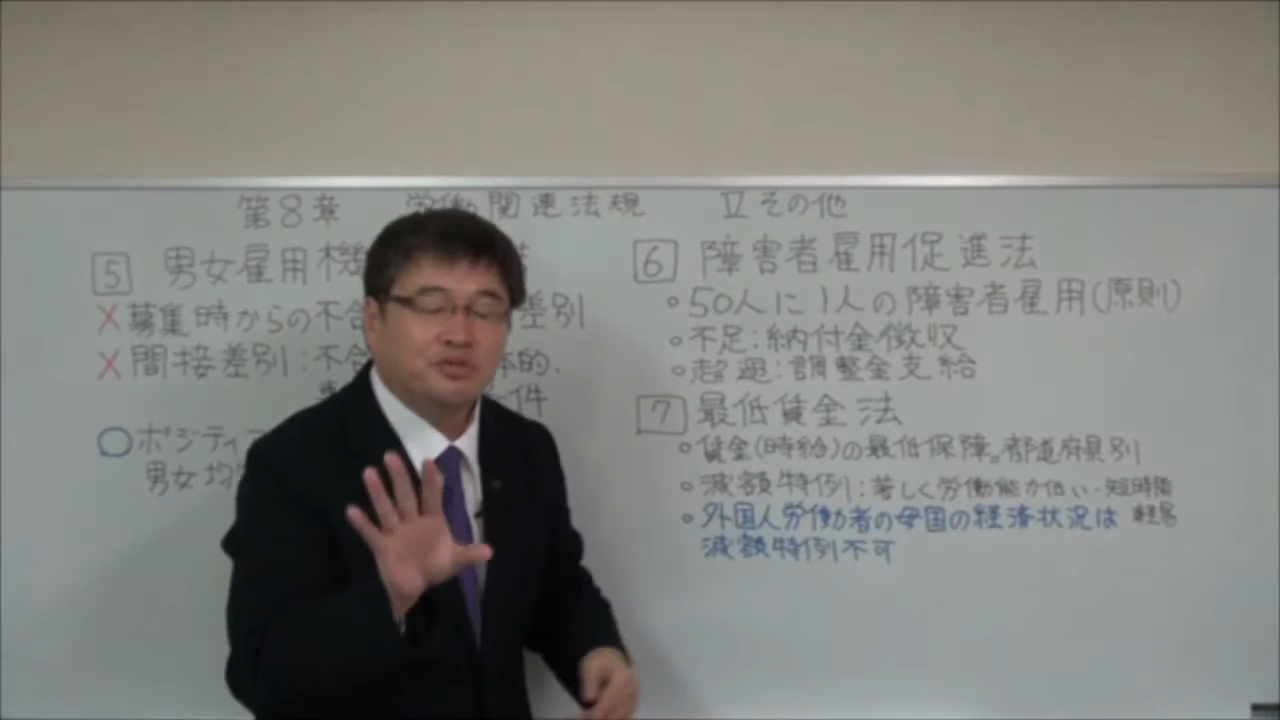 第8章 労働関連法規 Ⅳその他
5 男女雇用機
✕募集時からの不合 差別
✕間接差別:不合 体的.
件
○ポジティブ
男女均
6 障害者雇用促進法
○50人に1人の障害者雇用(原則)
○不足:納付金徴収
○超過:調整金支給
7 最低賃金法
○賃金(時給)の最低保障。都道府県別
○減額特例:著しく労働能力低い・短時間
軽易
○外国人労働者の母国の経済状況は
減額特例不可